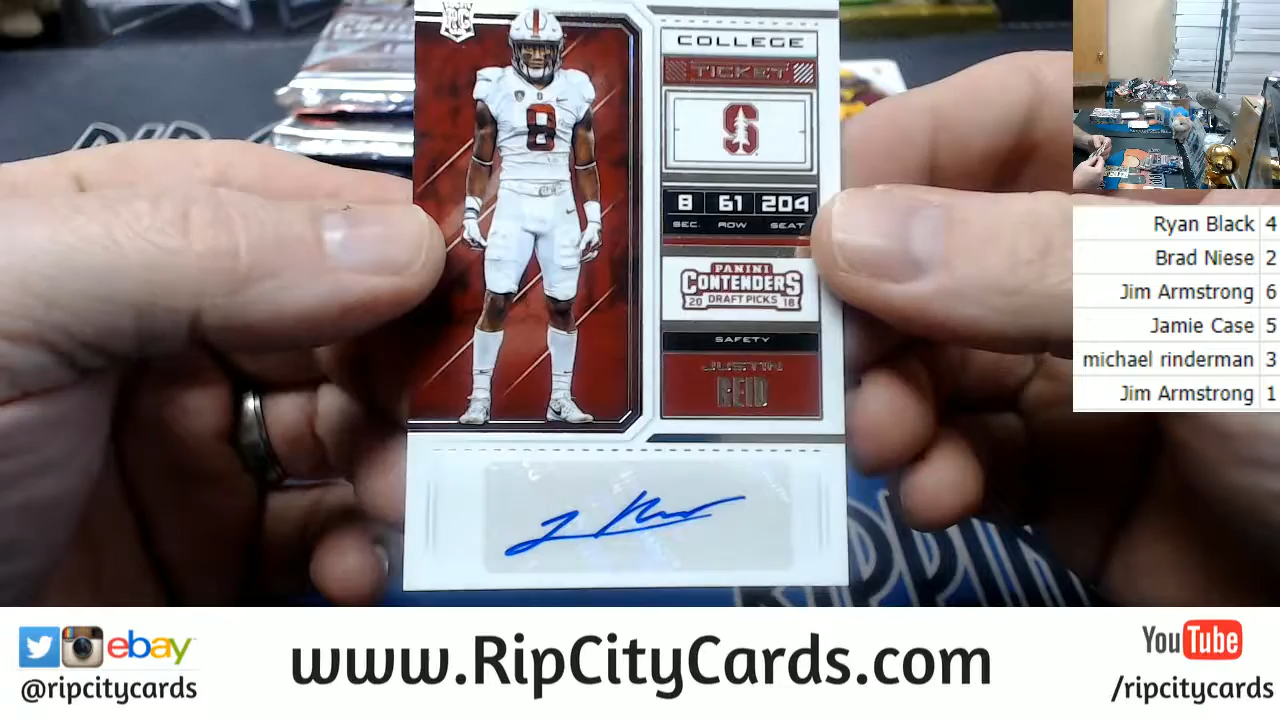 RC
COLLEGE
TICKET
S
8
8 61 204
SEC. ROW SEAT
PANINI
CONTENDERS
20 DRAFT PICKS 18
SAFETY
JUSTIN
REID
RIPPIN
Ryan Black 4
Brad Niese 2
Jim Armstrong 6
Jamie Case 5
michael rinderman 3
Jim Armstrong 1
ebay
@ripcitycards
www.RipCityCards.com
YouTube
/ripcitycards